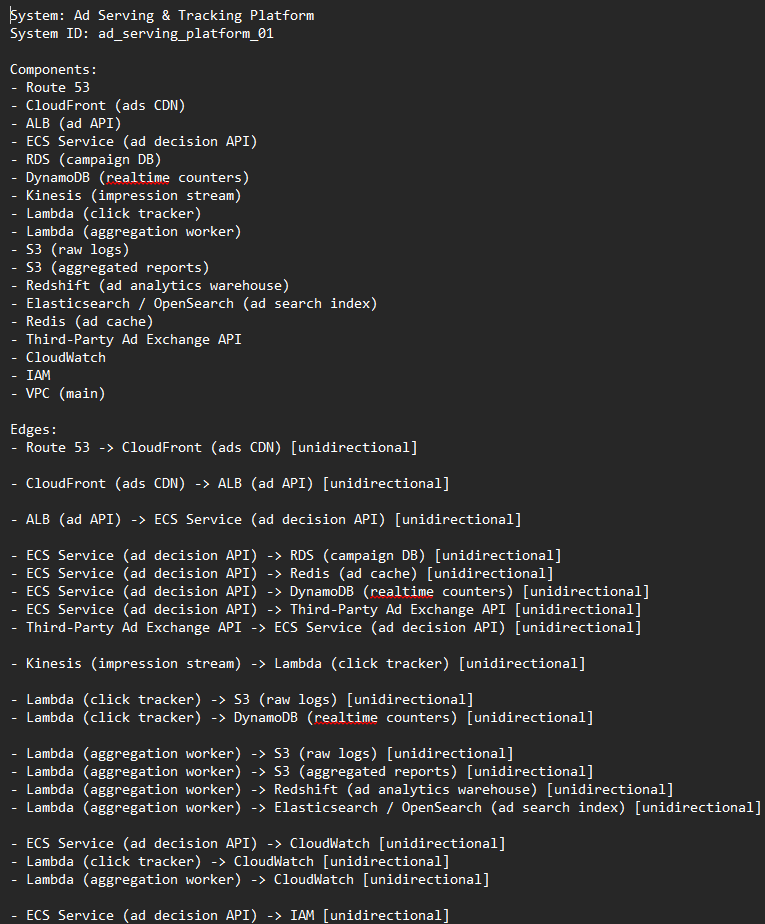 System: Ad Serving & Tracking Platform
System ID: ad_serving_platform_01

Components:
- Route 53
- CloudFront (ads CDN)
- ALB (ad API)
- ECS Service (ad decision API)
- RDS (campaign DB)
- DynamoDB (realtime counters)
- Kinesis (impression stream)
- Lambda (click tracker)
- Lambda (aggregation worker)
- S3 (raw logs)
- S3 (aggregated reports)
- Redshift (ad analytics warehouse)
- Elasticsearch / OpenSearch (ad search index)
- Redis (ad cache)
- Third-Party Ad Exchange API
- CloudWatch
- IAM
- VPC (main)

Edges:
- Route 53 -> CloudFront (ads CDN) [unidirectional]

- CloudFront (ads CDN) -> ALB (ad API) [unidirectional]

- ALB (ad API) -> ECS Service (ad decision API) [unidirectional]

- ECS Service (ad decision API) -> RDS (campaign DB) [unidirectional]
- ECS Service (ad decision API) -> Redis (ad cache) [unidirectional]
- ECS Service (ad decision API) -> DynamoDB (realtime counters) [unidirectional]
- ECS Service (ad decision API) -> Third-Party Ad Exchange API [unidirectional]
- Third-Party Ad Exchange API -> ECS Service (ad decision API) [unidirectional]

- Kinesis (impression stream) -> Lambda (click tracker) [unidirectional]

- Lambda (click tracker) -> S3 (raw logs) [unidirectional]
- Lambda (click tracker) -> DynamoDB (realtime counters) [unidirectional]

- Lambda (aggregation worker) -> S3 (raw logs) [unidirectional]
- Lambda (aggregation worker) -> S3 (aggregated reports) [unidirectional]
- Lambda (aggregation worker) -> Redshift (ad analytics warehouse) [unidirectional]
- Lambda (aggregation worker) -> Elasticsearch / OpenSearch (ad search index) [unidirectional]

- ECS Service (ad decision API) -> CloudWatch [unidirectional]
- Lambda (click tracker) -> CloudWatch [unidirectional]
- Lambda (aggregation worker) -> CloudWatch [unidirectional]

- ECS Service (ad decision API) -> IAM [unidirectional]